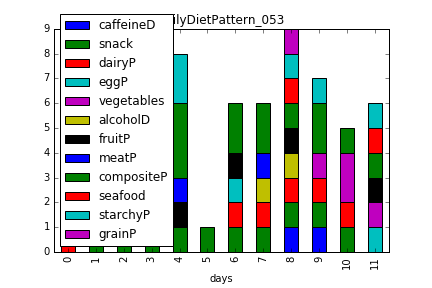 ilyDietPattern_053
caffeineD
snack
dairyP
eggP
vegetables
alcoholD
fruitP
meatP
compositeP
seafood
starchyP
grainP
9
8
7
6
5
4
3
2
1
0
0 1 2 3 4 5 6 7 8 9 10 11
days